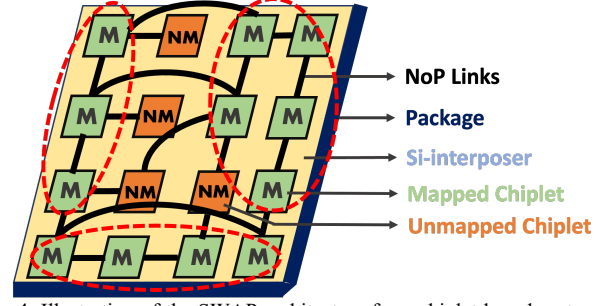 M NM M M
M NM M M
M NM NM M
M M M M
NoP Links
Package
Si-interposer
Mapped Chiplet
Unmapped Chiplet